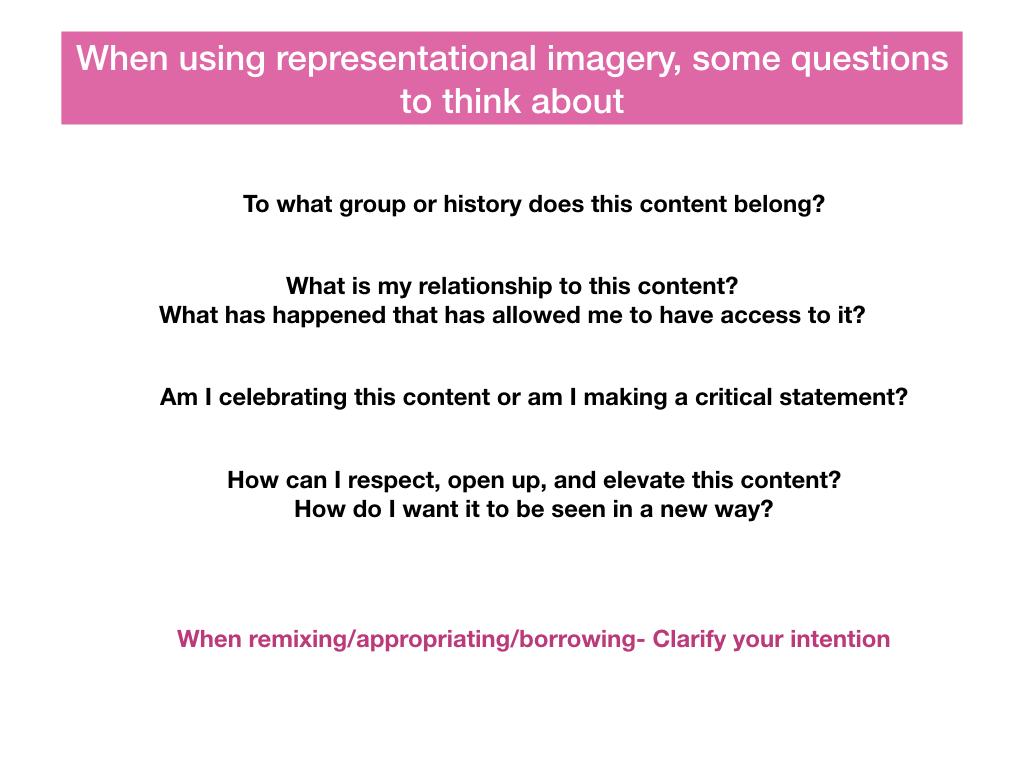 When using representational imagery, some questions
to think about
To what group or history does this content belong?
What is my relationship to this content?
What has happened that has allowed me to have access to it?
Am I celebrating this content or am I making a critical statement?
How can I respect, open up, and elevate this content?
How do I want it to be seen in a new way?
When remixing/appropriating/borrowing- Clarify your intention